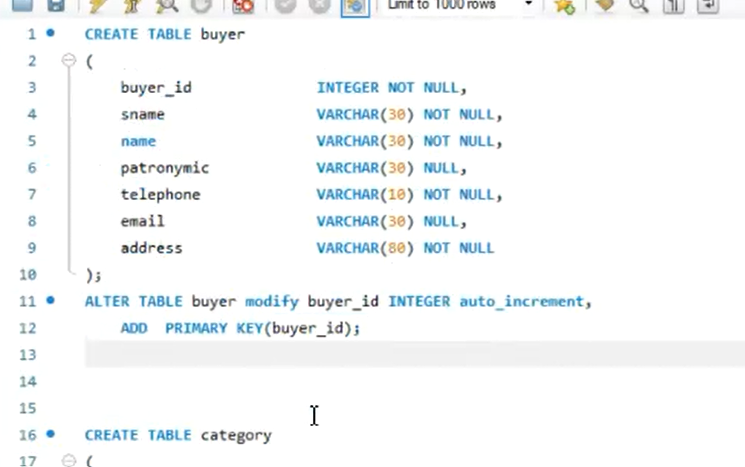 Limit to 1000 rows
1 CREATE TABLE buyer
2 (
3 buyer_id INTEGER NOT NULL,
4 sname VARCHAR(30) NOT NULL,
5 name VARCHAR(30) NOT NULL,
6 patronymic VARCHAR(30) NULL,
7 telephone VARCHAR(10) NOT NULL,
8 email VARCHAR(30) NULL,
9 address VARCHAR(80) NOT NULL
10 );
11 ALTER TABLE buyer modify buyer_id INTEGER auto_increment,
12 ADD PRIMARY KEY(buyer_id);
13
14
15
16 CREATE TABLE category
17 (